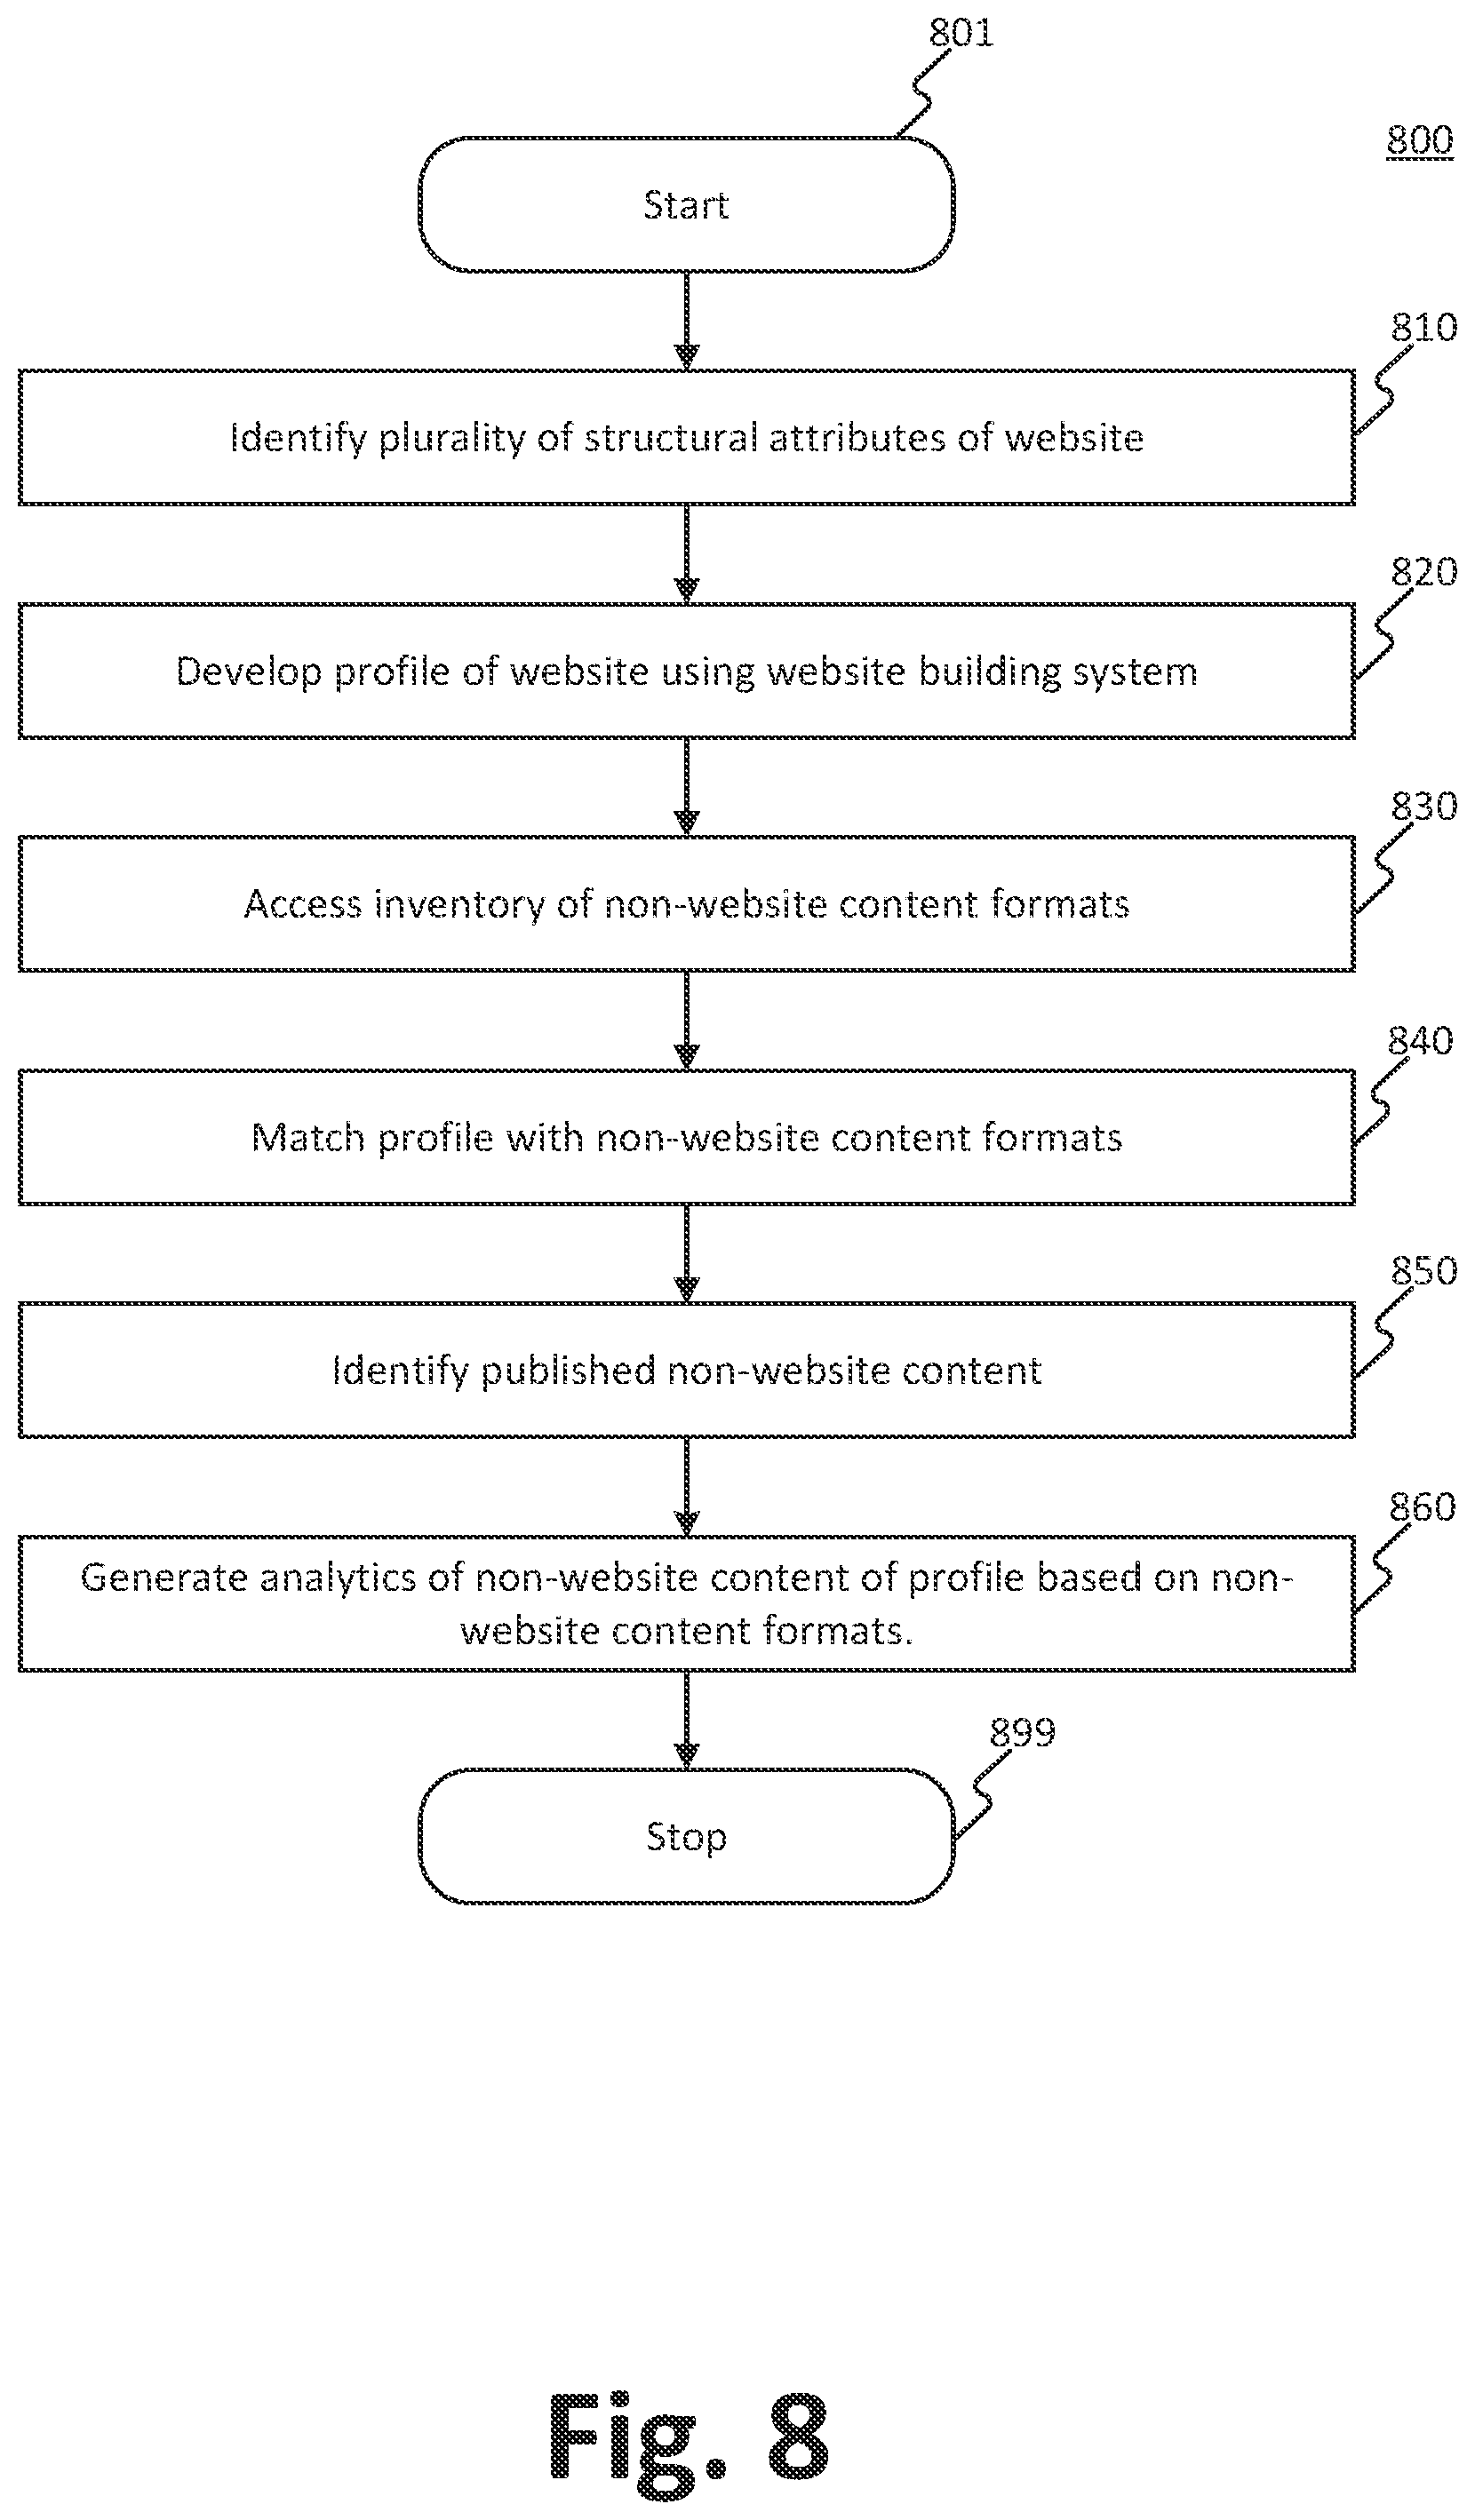 801
800
Start
810
Identify plurality of structural attributes of website
820
Develop profile of website using website building system
830
Access inventory of non-website content formats
840
Match profile with non-website content formats
850
Identify published non-website content
860
Generate analytics of non-website content of profile based on non-
website content formats.
899
Stop
Fig. 8